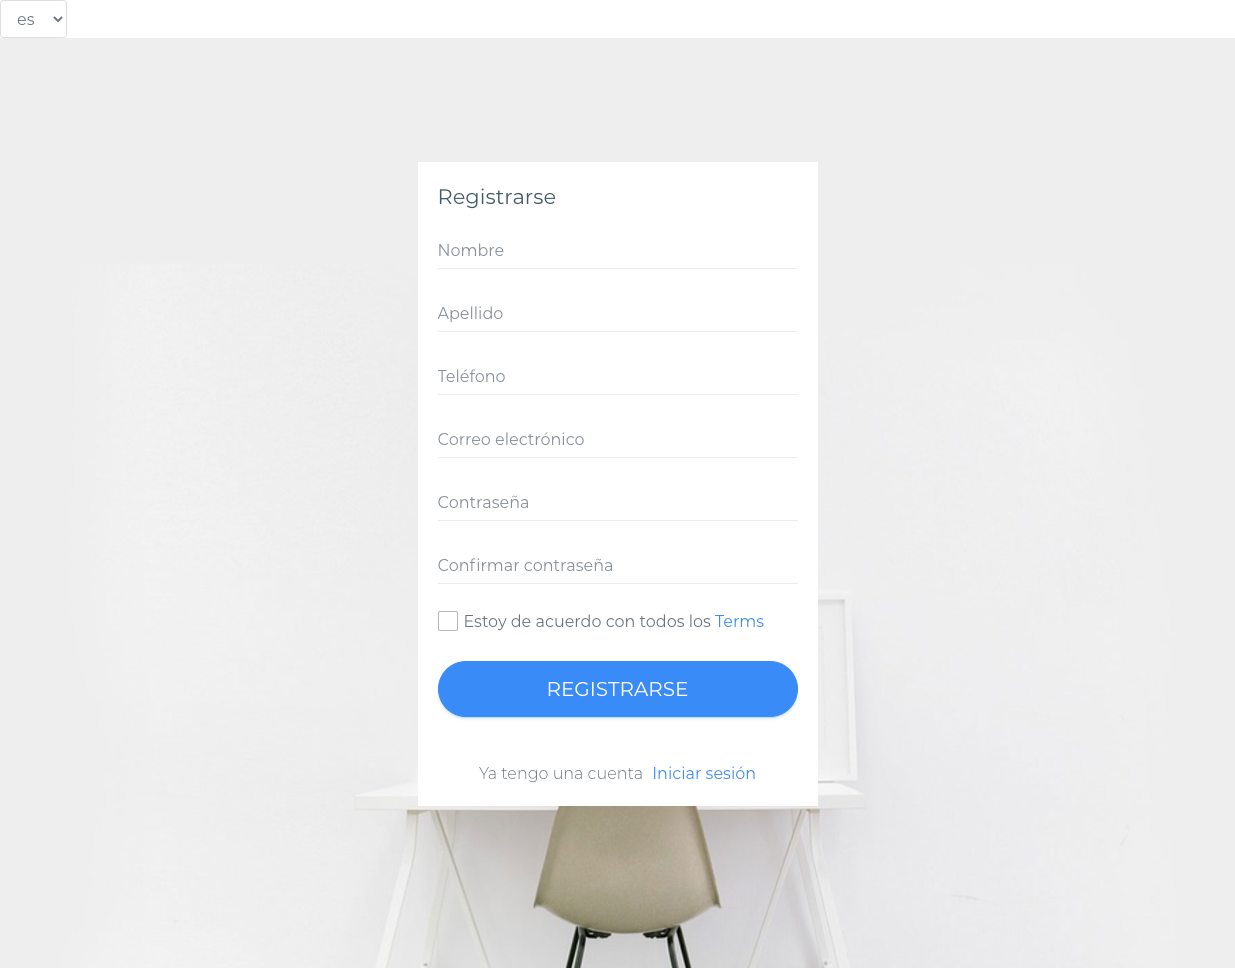 es
Registrarse
Nombre
Apellido
Teléfono
Correo electrónico
Contraseña
Confirmar contraseña
Estoy de acuerdo con todos los Terms
REGISTRARSE
Ya tengo una cuenta Iniciar sesión